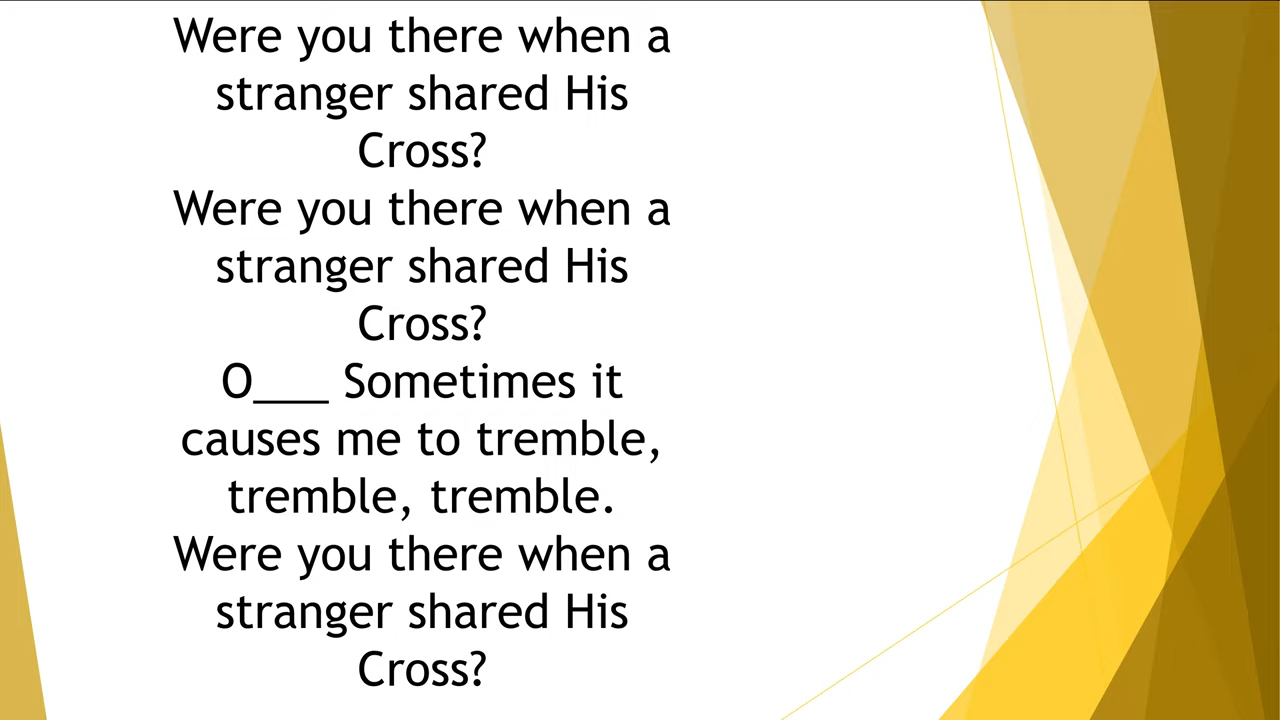 Were you there when a
stranger shared His
Cross?
Were you there when a
stranger shared His
Cross?
O___ Sometimes it
causes me to tremble,
tremble, tremble.
Were you there when a
stranger shared His
Cross?